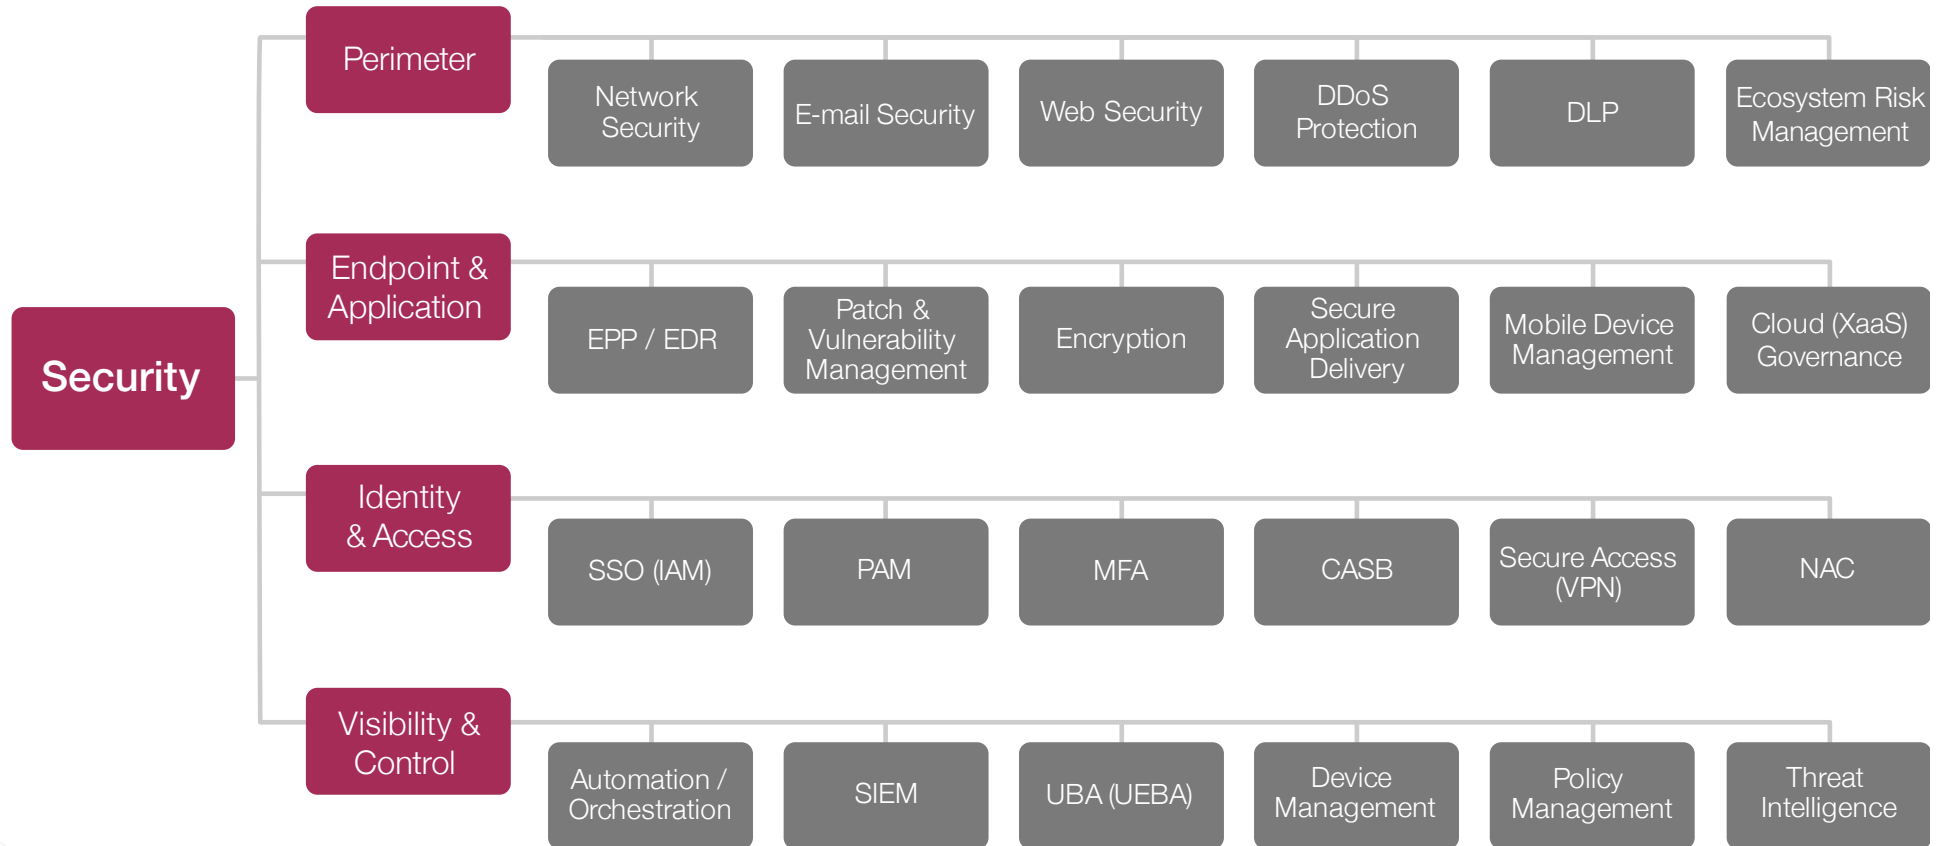 Security
Perimeter
Network
Security
E-mail Security
Web Security
DDoS
Protection
DLP
Ecosystem Risk
Management
Endpoint &
Application
EPP / EDR
Patch &
Vulnerability
Management
Encryption
Secure
Application
Delivery
Mobile Device
Management
Cloud (XaaS)
Governance
Identity
& Access
SSO (IAM)
PAM
MFA
CASB
Secure Access
(VPN)
NAC
Visibility &
Control
Automation /
Orchestration
SIEM
UBA (UEBA)
Device
Management
Policy
Management
Threat
Intelligence